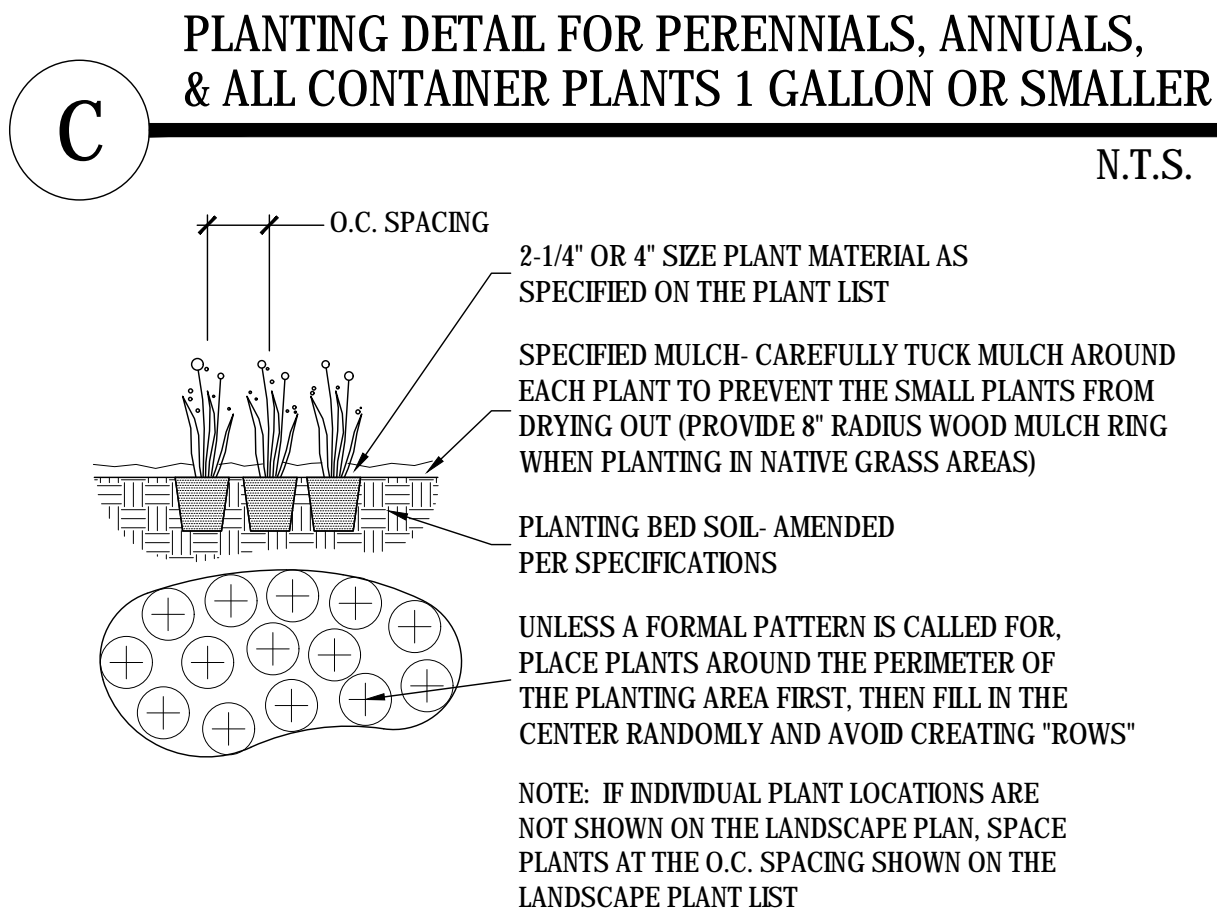 PLANTING DETAIL FOR PERENNIALS, ANNUALS,
& ALL CONTAINER PLANTS 1 GALLON OR SMALLER
C
N.T.S.
O.C. SPACING
2-1/4" OR 4" SIZE PLANT MATERIAL AS
SPECIFIED ON THE PLANT LIST
SPECIFIED MULCH- CAREFULLY TUCK MULCH AROUND
EACH PLANT TO PREVENT THE SMALL PLANTS FROM
DRYING OUT (PROVIDE 8" RADIUS WOOD MULCH RING
WHEN PLANTING IN NATIVE GRASS AREAS)
PLANTING BED SOIL- AMENDED
PER SPECIFICATIONS
UNLESS A FORMAL PATTERN IS CALLED FOR,
PLACE PLANTS AROUND THE PERIMETER OF
THE PLANTING AREA FIRST, THEN FILL IN THE
CENTER RANDOMLY AND AVOID CREATING "ROWS"
NOTE:  IF INDIVIDUAL PLANT LOCATIONS ARE
NOT SHOWN ON THE LANDSCAPE PLAN, SPACE
PLANTS AT THE O.C. SPACING SHOWN ON THE
LANDSCAPE PLANT LIST